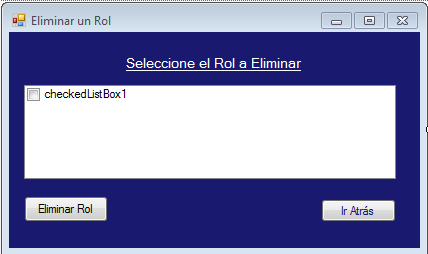 Eliminar un Rol
Seleccione el Rol a Eliminar
checkedListBox1
Eliminar Rol
Ir Atrás